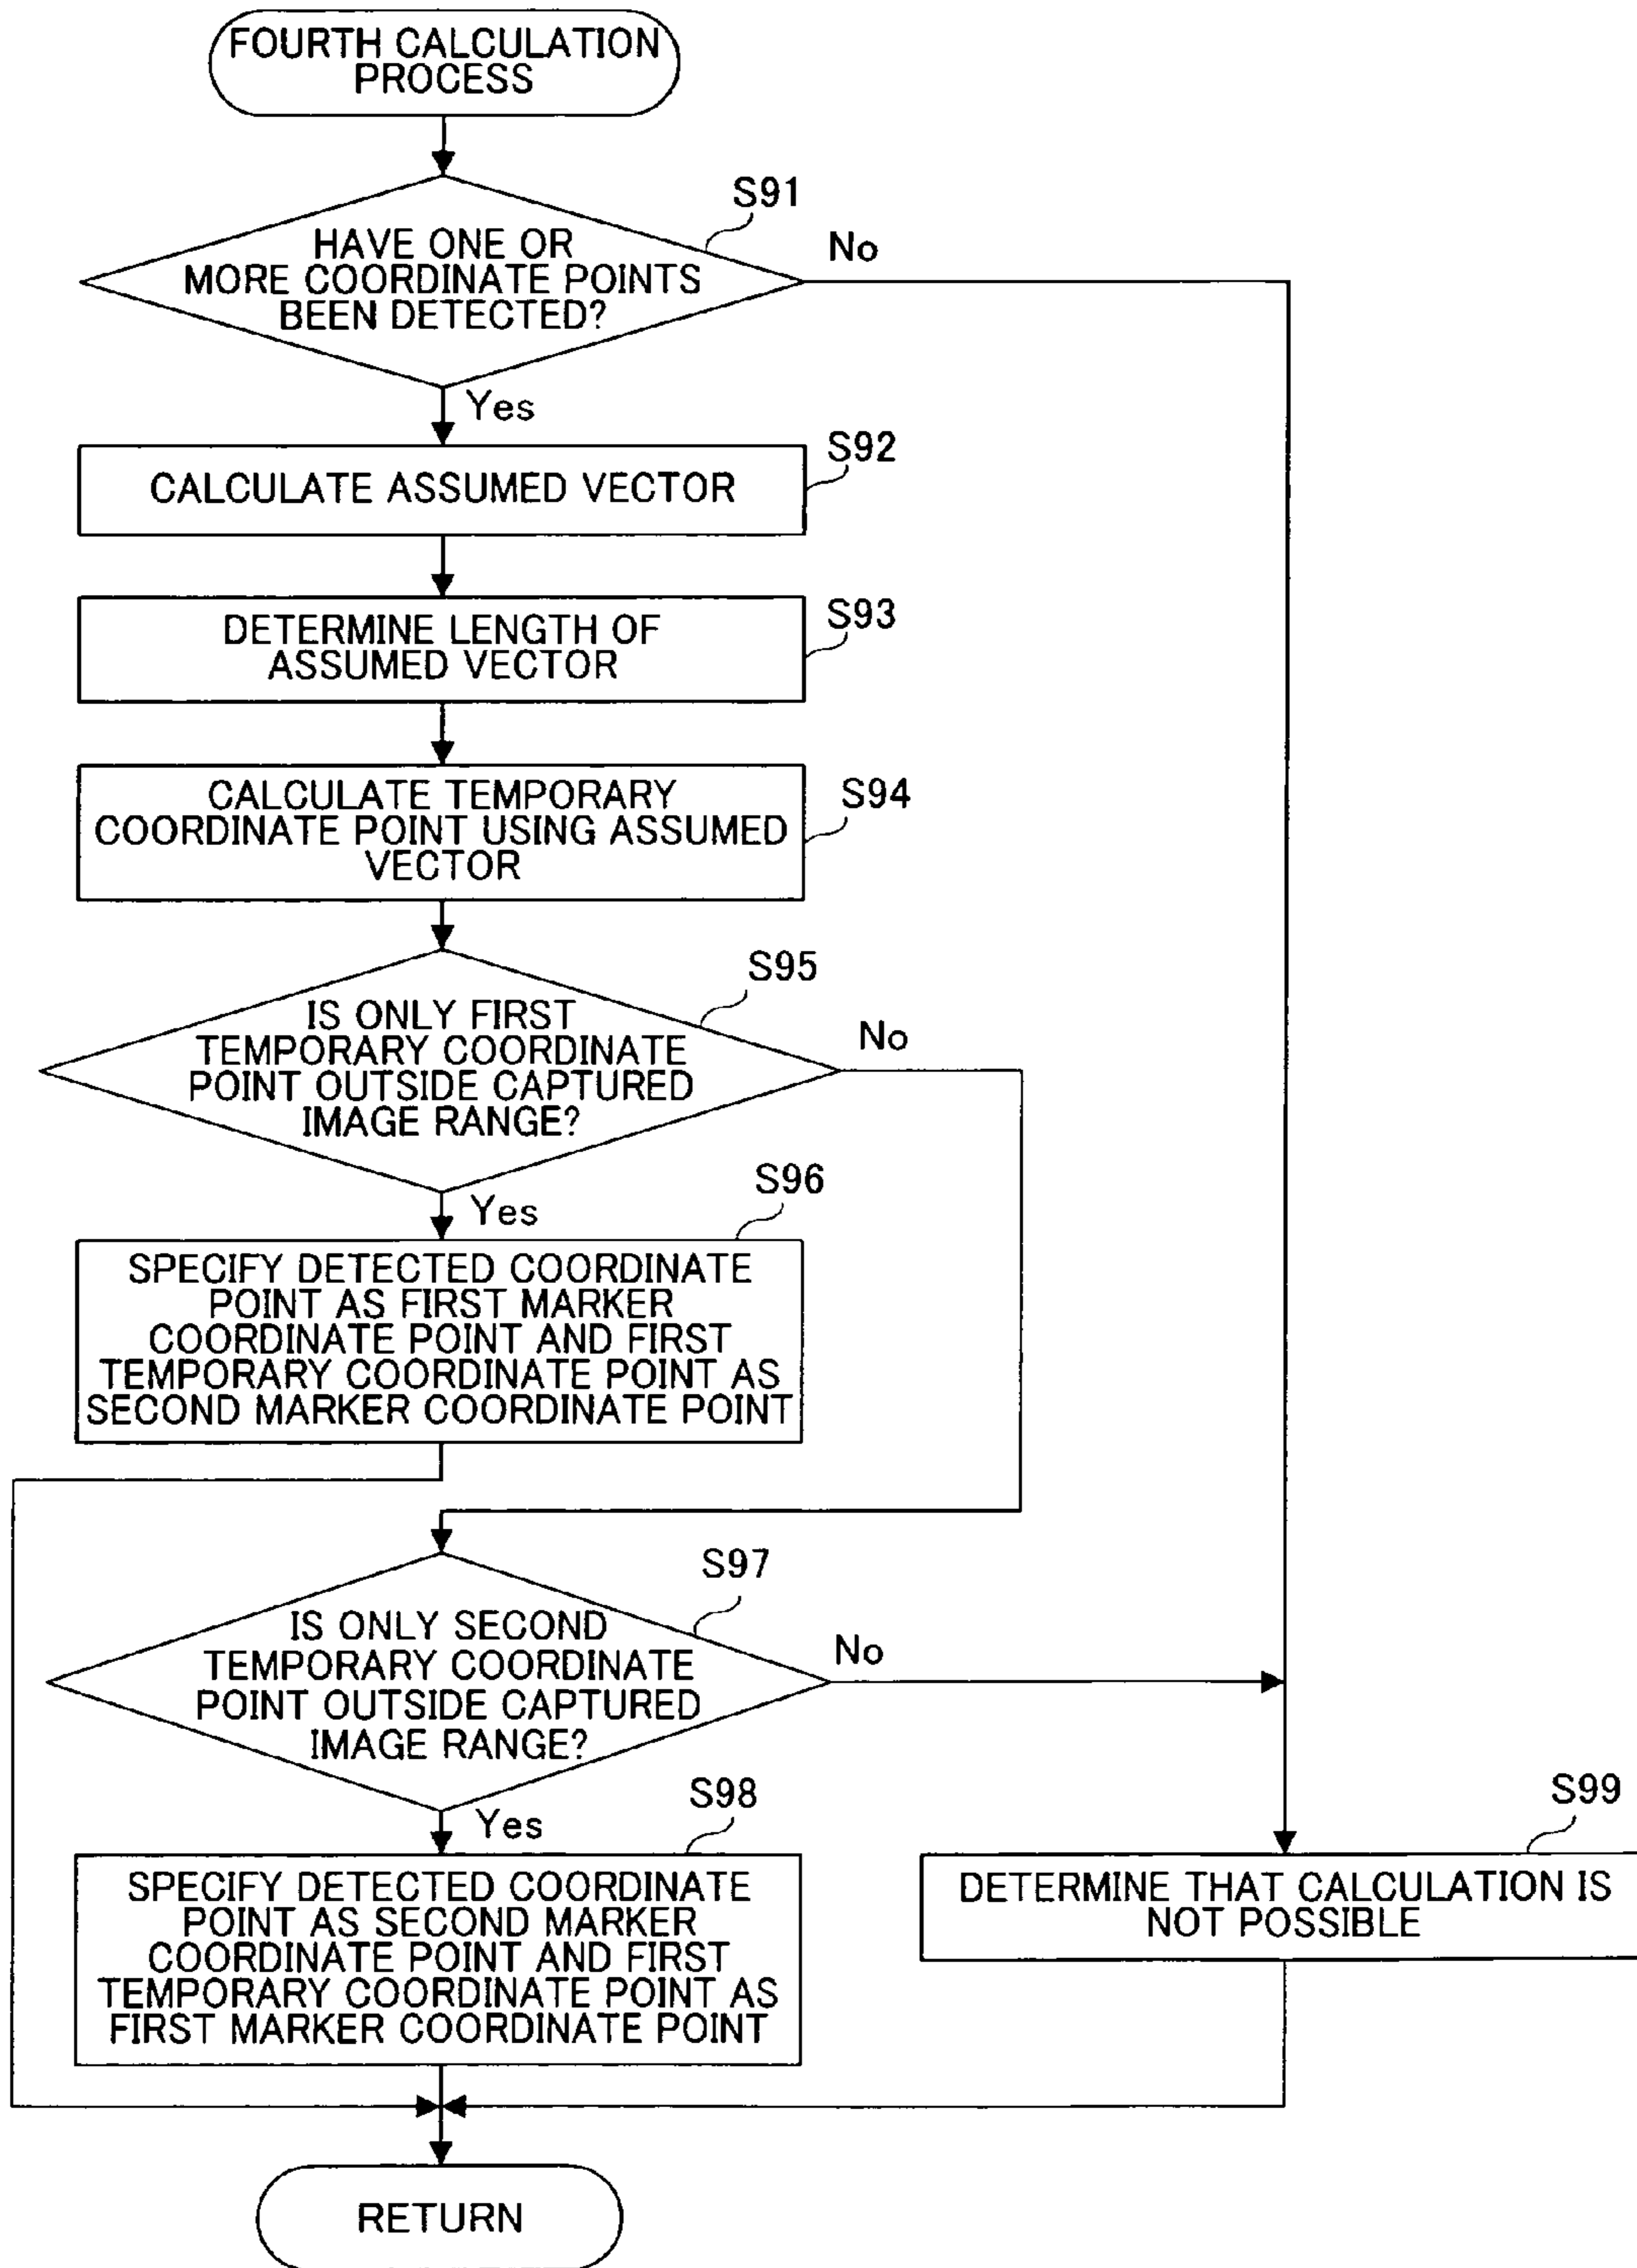 FOURTH CALCULATION
PROCESS
S91
HAVE ONE OR
MORE COORDINATE POINTS
BEEN DETECTED?
No
Yes
S92
CALCULATE ASSUMED VECTOR
S93
DETERMINE LENGTH OF
ASSUMED VECTOR
S94
CALCULATE TEMPORARY
COORDINATE POINT USING ASSUMED
VECTOR
S95
IS ONLY FIRST
TEMPORARY COORDINATE
POINT OUTSIDE CAPTURED
IMAGE RANGE?
No
Yes
S96
SPECIFY DETECTED COORDINATE
POINT AS FIRST MARKER
COORDINATE POINT AND FIRST
TEMPORARY COORDINATE POINT AS
SECOND MARKER COORDINATE POINT
S97
IS ONLY SECOND
TEMPORARY COORDINATE
POINT OUTSIDE CAPTURED
IMAGE RANGE?
No
Yes
S98
SPECIFY DETECTED COORDINATE
POINT AS SECOND MARKER
COORDINATE POINT AND FIRST
TEMPORARY COORDINATE POINT AS
FIRST MARKER COORDINATE POINT
S99
DETERMINE THAT CALCULATION IS
NOT POSSIBLE
RETURN